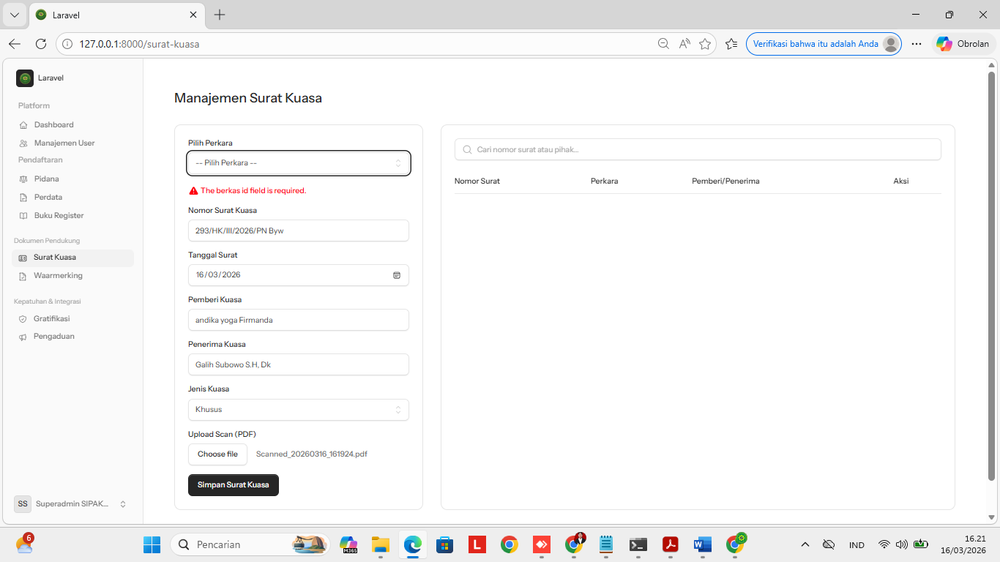 Laravel
127.0.0.1:8000/surat-kuasa
Verifikasi bahwa itu adalah Anda
Obrolan
Laravel
Platform
Dashboard
Manajemen User
Pendaftaran
Pidana
Perdata
Buku Register
Dokumen Pendukung
Surat Kuasa
Waarmerking
Kepatuhan & Integrasi
Gratifikasi
Pengaduan
SS Superadmin SIPAK...
Manajemen Surat Kuasa
Pilih Perkara
-- Pilih Perkara --
The berkas id field is required.
Nomor Surat Kuasa
293/HK/III/2026/PN Byw
Tanggal Surat
16/03/2026
Pemberi Kuasa
andika yoga Firmanda
Penerima Kuasa
Galih Subowo S.H, Dk
Jenis Kuasa
Khusus
Upload Scan (PDF)
Choose file Scanned_20260316_161924.pdf
Simpan Surat Kuasa
Cari nomor surat atau pihak...
Nomor Surat Perkara Pemberi/Penerima Aksi
6
Pencarian
M365
L
W
IND
16.21
16/03/2026